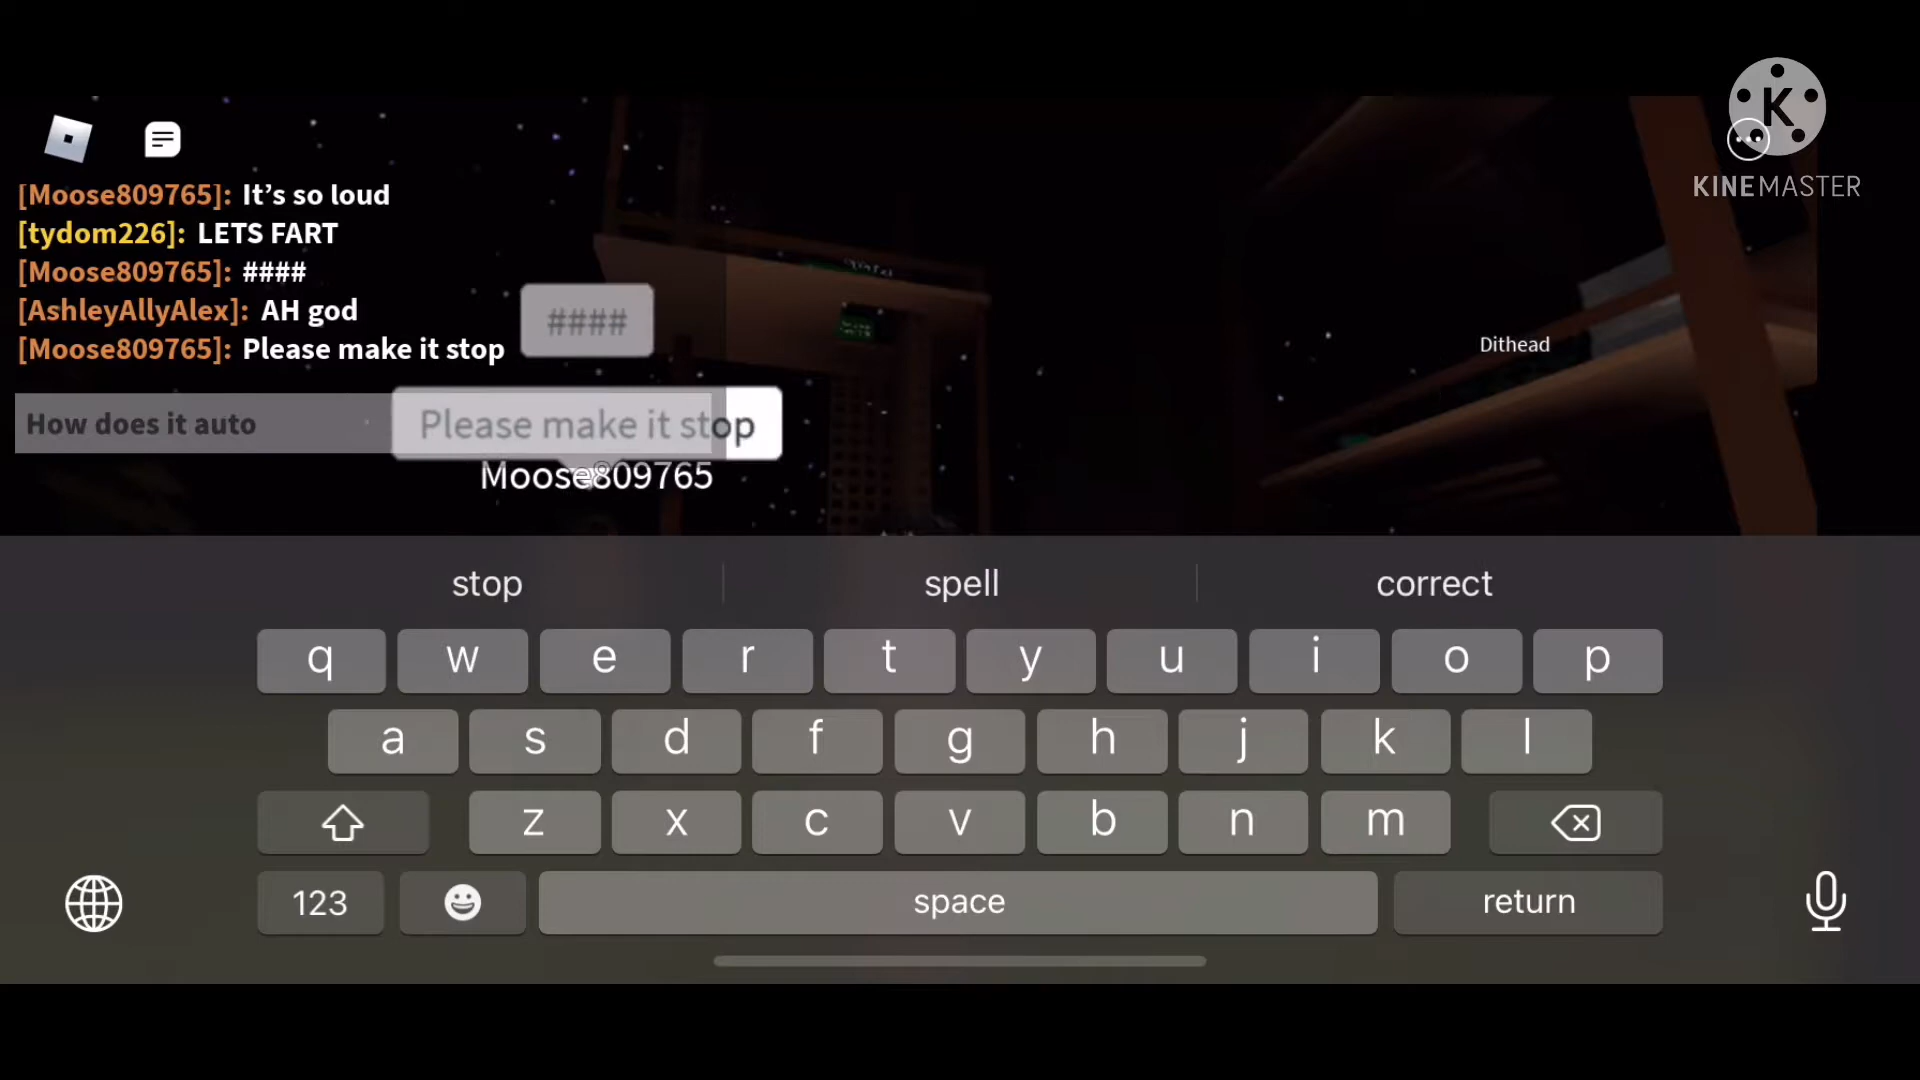 K
KINEMASTER
[Moose809765]: It’s so loud
[tydom226]: LETS FART
[Moose809765]: ####
[AshleyAllyAlex]: AH god
[Moose809765]: Please make it stop
####
Dithead
How does it auto
Please make it stop
Moose809765
stop spell correct
q w e r t y u i o p
a s d f g h j k l
z x c v b n m
123 space return